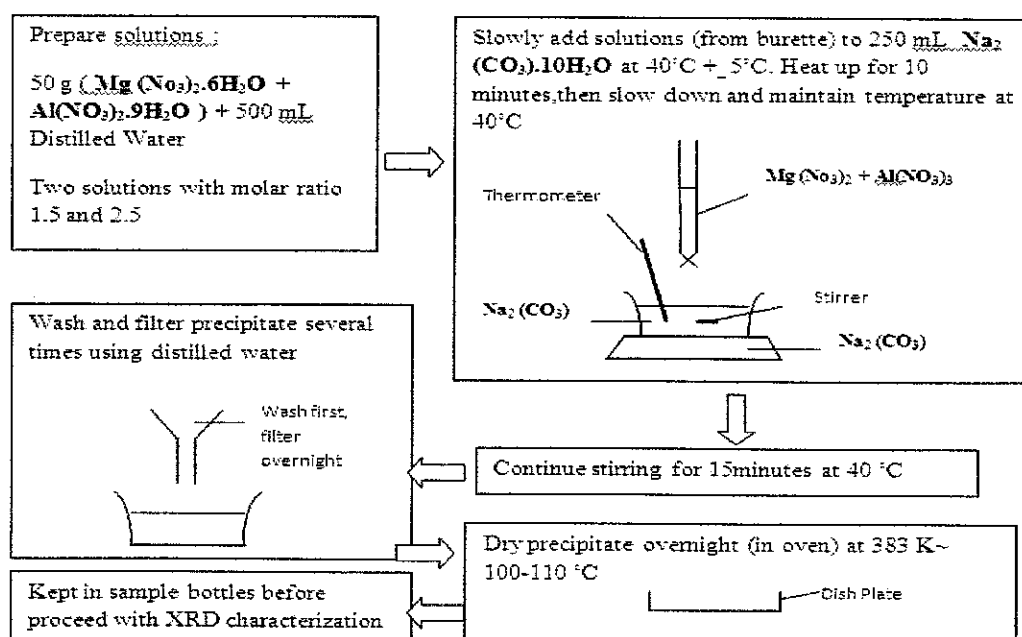 Prepare solutions :
50 g ( Mg (No₃)₂.6H₂O +
Al(NO₃)₂.9H₂O ) + 500 mL
Distilled Water
Two solutions with molar ratio
1.5 and 2.5
Slowly add solutions (from burette) to 250 mL Na₂
(CO₃).10H₂O at 40°C +_ 5°C. Heat up for 10
minutes,then slow down and maintain temperature at
40°C
Thermometer
Mg (No₃)₂ + Al(NO₃)₃
Na₂ (CO₃)
Stirrer
Na₂ (CO₃)
Continue stirring for 15minutes at 40 °C
Wash and filter precipitate several
times using distilled water
Wash first,
filter
overnight
Dry precipitate overnight (in oven) at 383 K~
100-110 °C
Dish Plate
Kept in sample bottles before
proceed with XRD characterization